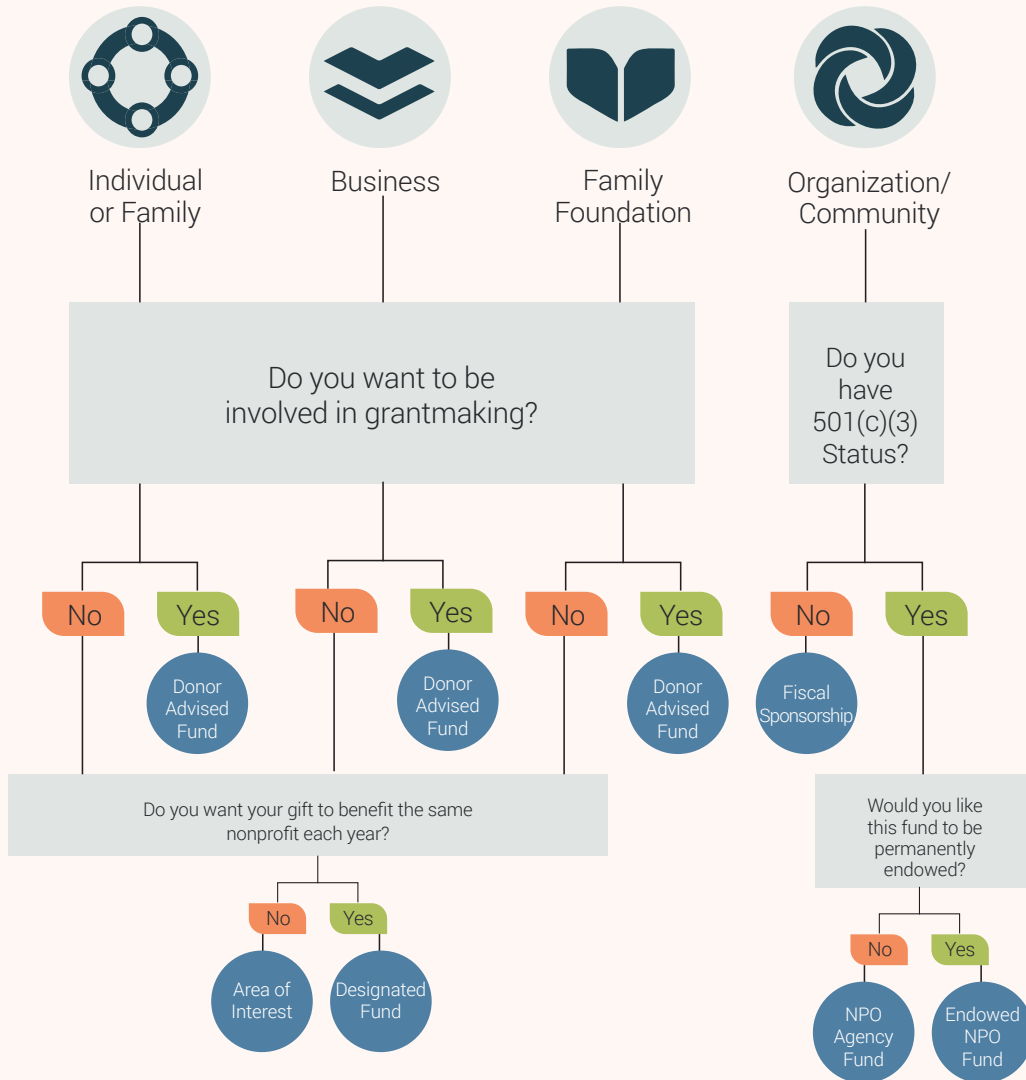 Individual
or Family
Business
Family
Foundation
Organization/
Community
Do you want to be
involved in grantmaking?
Do you
have
501(c)(3)
Status?
No
Yes
No
Yes
No
Yes
No
Yes
Donor
Advised
Fund
Donor
Advised
Fund
Donor
Advised
Fund
Fiscal
Sponsorship
Do you want your gift to benefit the same
nonprofit each year?
Would you like
this fund to be
permanently
endowed?
No
Yes
No
Yes
Area of
Interest
Designated
Fund
NPO
Agency
Fund
Endowed
NPO
Fund